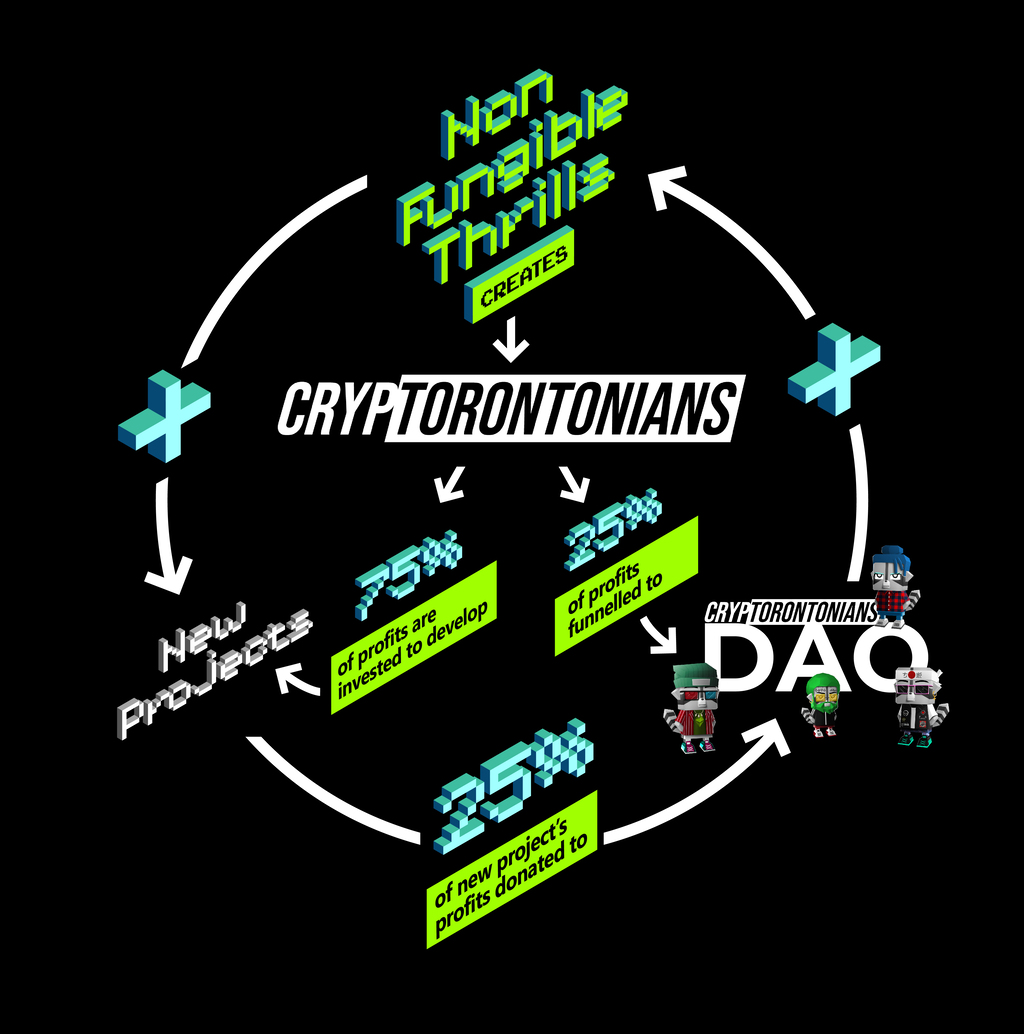 Non
Fungible
Thrills
CREATES
CRYPTORONTONIANS
75%
of profits are
invested to develop
25%
of profits
funnelled to
New
Projects
CRYPTORONTONIANS
DAO
25%
of new project's
profits donated to